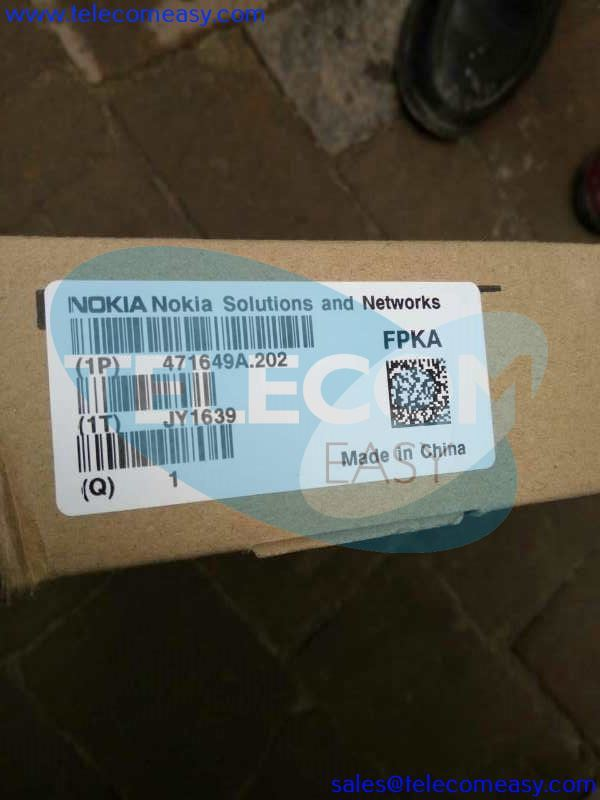 www.telecomeasy.com
NOKIA Nokia Solutions and Networks
FPKA
(1P) 471649A.202
TELECOM
(1T) JY1639
EASY
Made in China
(Q) 1
sales@telecomeasy.com